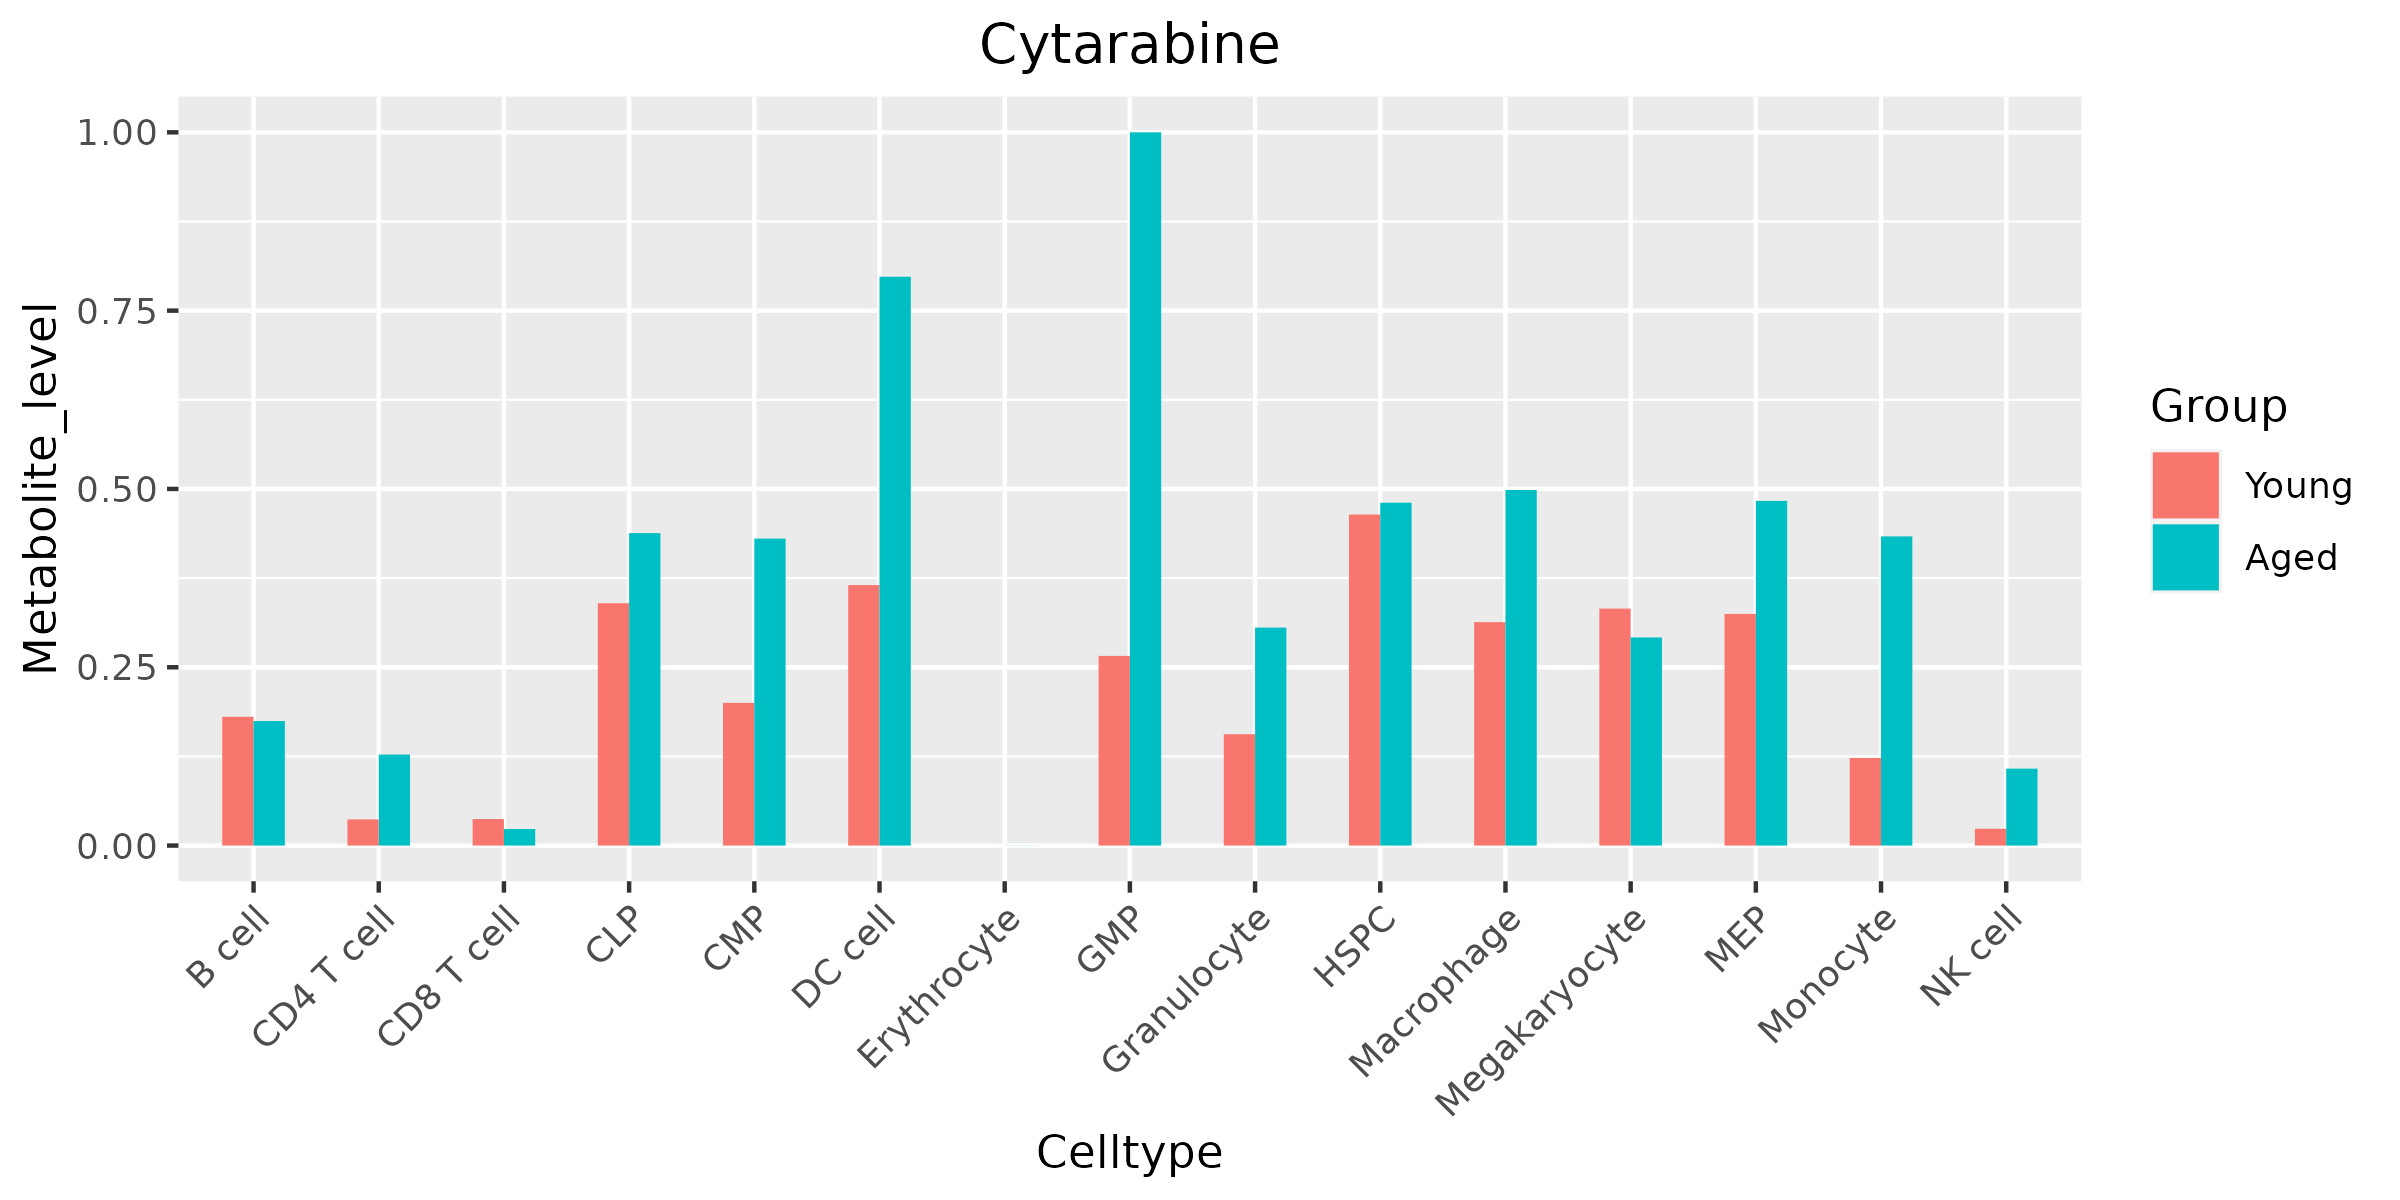 Cytarabine
Metabolite_level
1.00
0.75
0.50
0.25
0.00
B cell
CD4 T cell
CD8 T cell
CLP
CMP
DC cell
Erythrocyte
GMP
Granulocyte
HSPC
Macrophage
Megakaryocyte
MEP
Monocyte
NK cell
Celltype
Group
Young
Aged